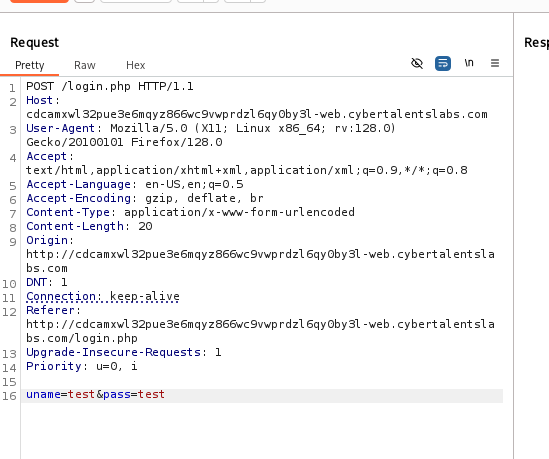 Request
Resp
Pretty Raw Hex \n
1 POST /login.php HTTP/1.1
2 Host:
cdcamxwl32pue3e6mqyz866wc9vwprdzl6qy0by3l-web.cybertalentslabs.com
3 User-Agent: Mozilla/5.0 (X11; Linux x86_64; rv:128.0)
Gecko/20100101 Firefox/128.0
4 Accept:
text/html,application/xhtml+xml,application/xml;q=0.9,*/*;q=0.8
5 Accept-Language: en-US,en;q=0.5
6 Accept-Encoding: gzip, deflate, br
7 Content-Type: application/x-www-form-urlencoded
8 Content-Length: 20
9 Origin:
http://cdcamxwl32pue3e6mqyz866wc9vwprdzl6qy0by3l-web.cybertalentsla
bs.com
10 DNT: 1
11 Connection: keep-alive
12 Referer:
http://cdcamxwl32pue3e6mqyz866wc9vwprdzl6qy0by3l-web.cybertalentsla
bs.com/login.php
13 Upgrade-Insecure-Requests: 1
14 Priority: u=0, i
15
16 uname=test&pass=test